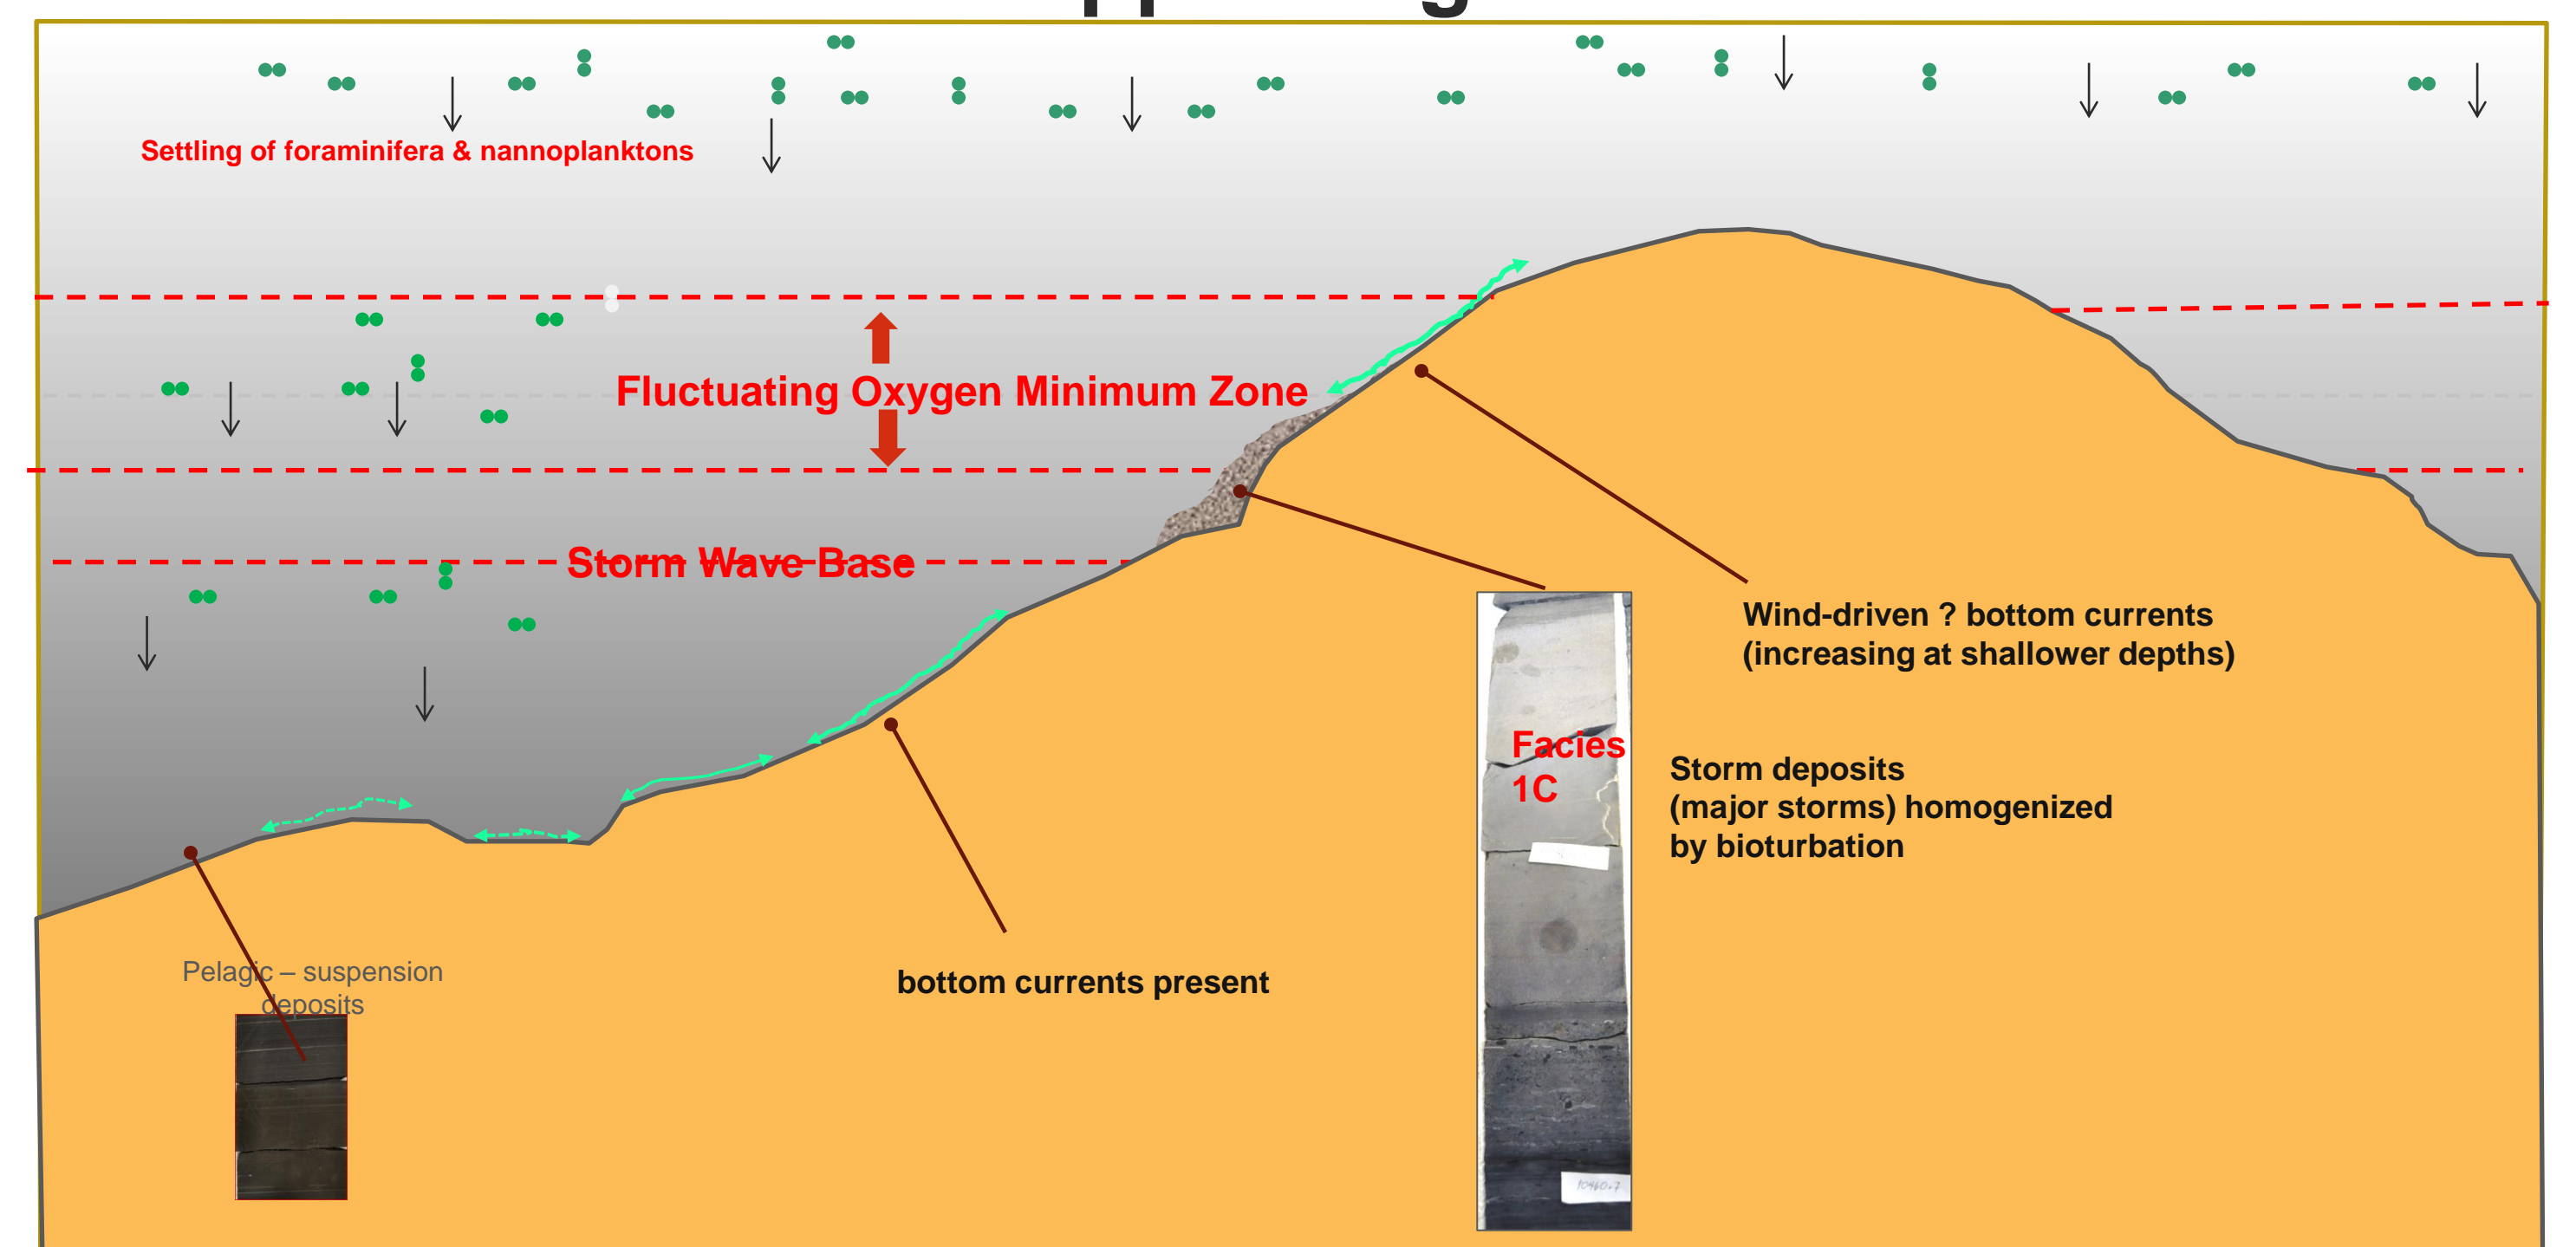 Settling of foraminifera & nannoplanktons
Fluctuating Oxygen Minimum Zone
Storm Wave Base
Wind-driven ? bottom currents
(increasing at shallower depths)
Facies
1C
Storm deposits
(major storms) homogenized
by bioturbation
Pelagic – suspension
deposits
bottom currents present